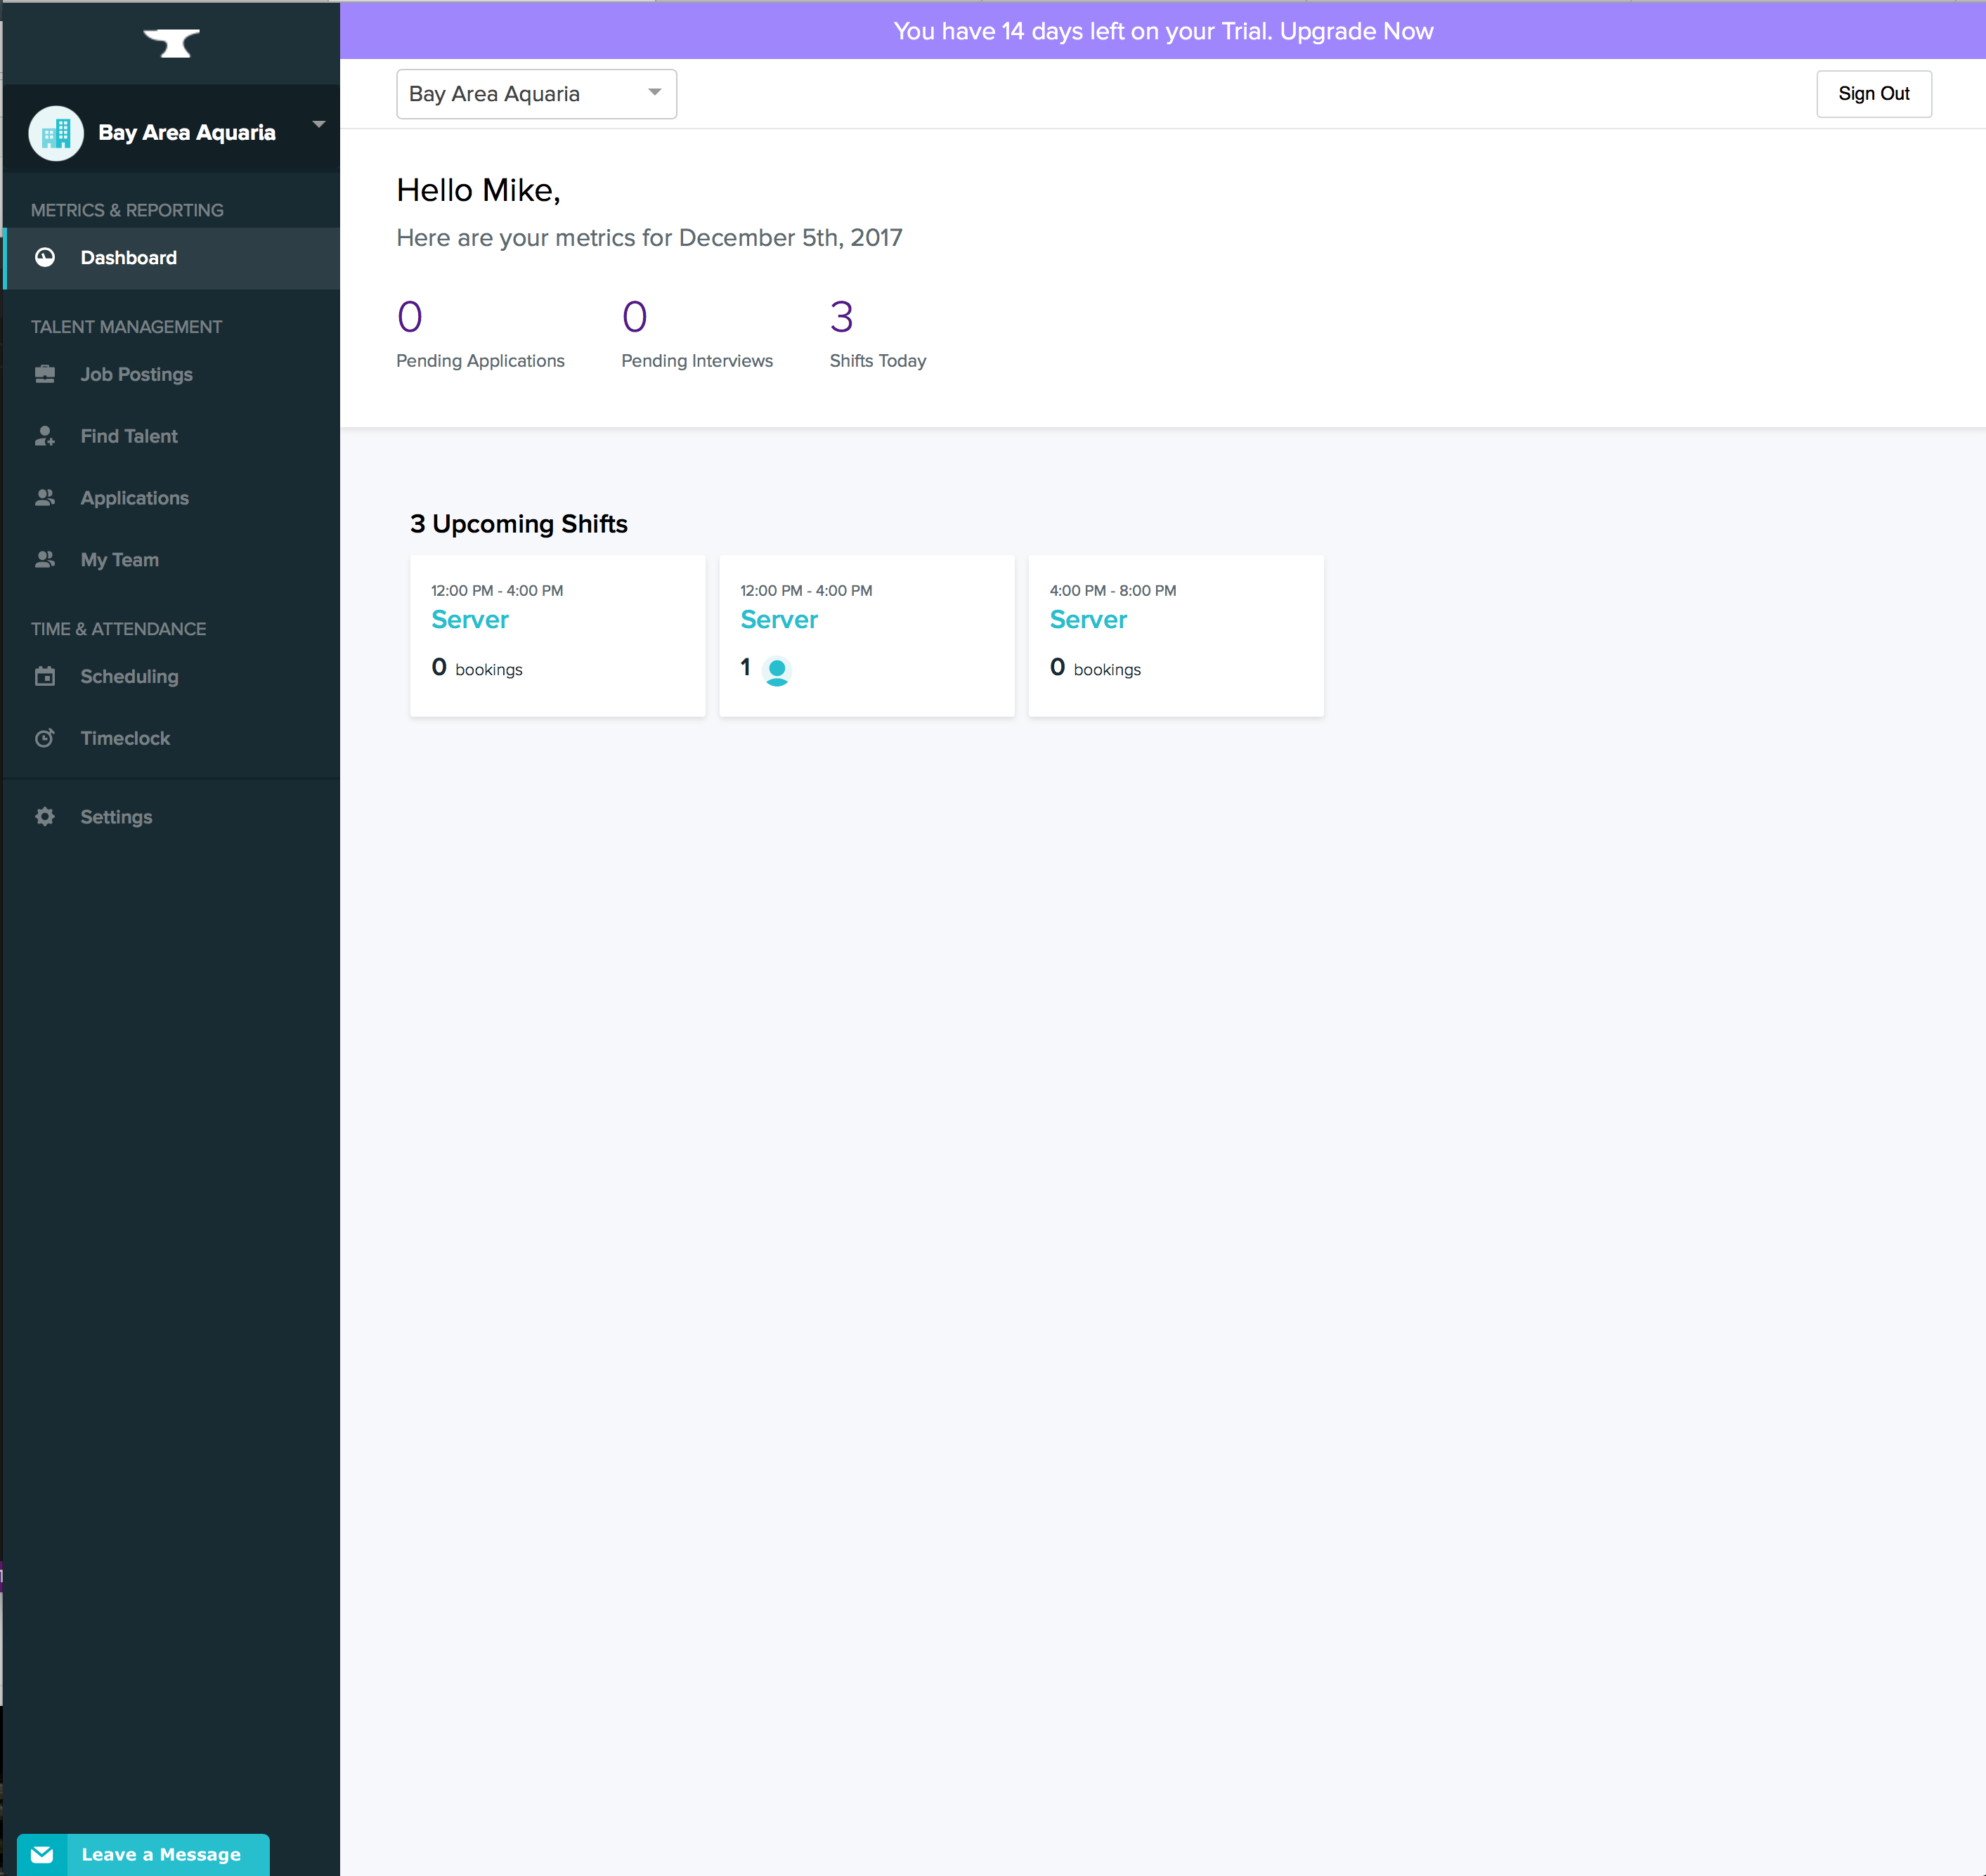 You have 14 days left on your Trial. Upgrade Now
Bay Area Aquaria
Sign Out
Bay Area Aquaria
METRICS & REPORTING
Dashboard
TALENT MANAGEMENT
Job Postings
Find Talent
Applications
My Team
TIME & ATTENDANCE
Scheduling
Timeclock
Settings
Leave a Message
Hello Mike,
Here are your metrics for December 5th, 2017
0
Pending Applications
0
Pending Interviews
3
Shifts Today
3 Upcoming Shifts
12:00 PM - 4:00 PM
Server
0 bookings
12:00 PM - 4:00 PM
Server
1
4:00 PM - 8:00 PM
Server
0 bookings